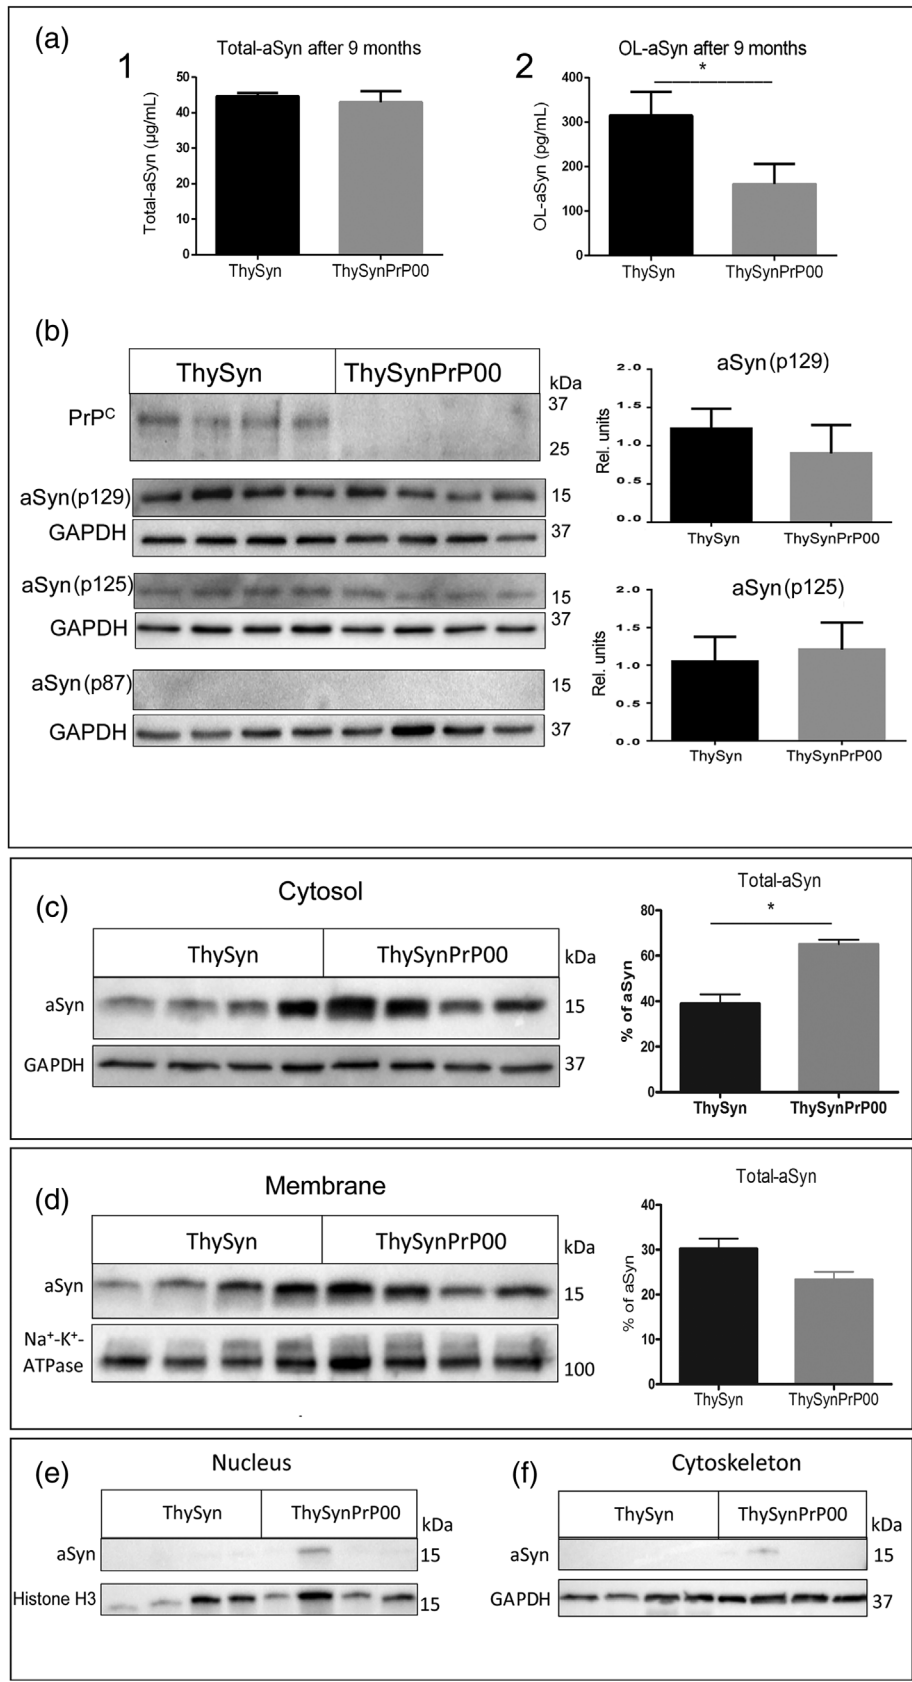 (a)
1
Total-aSyn after 9 months
Total-aSyn (µg/mL)
50
40
30
20
10
0
ThySyn
ThySynPrP00
2
OL-aSyn after 9 months
*
OL-aSyn (pg/mL)
400
300
200
100
0
ThySyn
ThySynPrP00
(b)
ThySyn
ThySynPrP00
kDa
PrPC
37
25
aSyn(p129)
15
GAPDH
37
aSyn(p125)
15
GAPDH
37
aSyn(p87)
15
GAPDH
37
aSyn(p129)
Rel. units
2.0
1.5
1.0
0.5
0.0
ThySyn
ThySynPrP00
aSyn(p125)
Rel. units
2.0
1.5
1.0
0.5
0.0
ThySyn
ThySynPrP00
(c)
Cytosol
ThySyn
ThySynPrP00
kDa
aSyn
15
GAPDH
37
Total-aSyn
*
% of aSyn
80
60
40
20
0
ThySyn
ThySynPrP00
(d)
Membrane
ThySyn
ThySynPrP00
kDa
aSyn
15
Na+-K+-
ATPase
100
Total-aSyn
% of aSyn
40
30
20
10
0
ThySyn
ThySynPrP00
(e)
Nucleus
ThySyn
ThySynPrP00
kDa
aSyn
15
Histone H3
15
(f)
Cytoskeleton
ThySyn
ThySynPrP00
kDa
aSyn
15
GAPDH
37